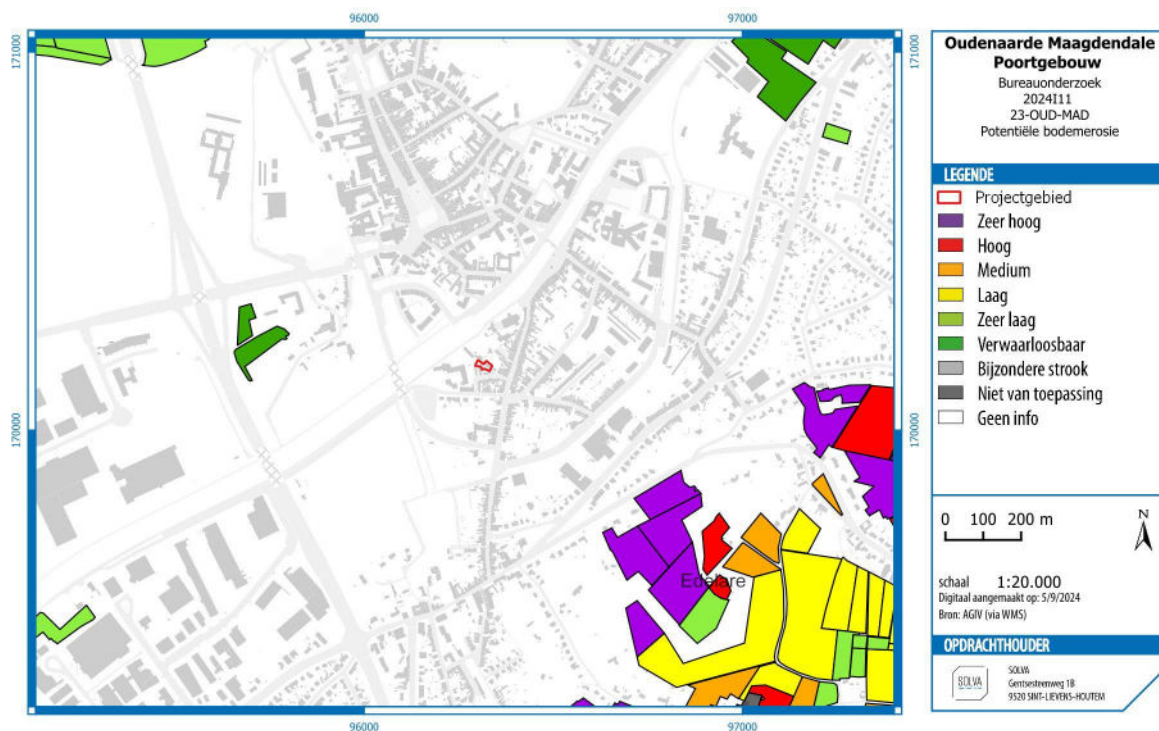 96000
97000
171000
171000
170000
170000
Edelare
96000
97000
Oudenaarde Maagdendale
Poortgebouw
Bureauonderzoek
2024I11
23-OUD-MAD
Potentiële bodemerosie
LEGENDE
Projectgebied
Zeer hoog
Hoog
Medium
Laag
Zeer laag
Verwaarloosbaar
Bijzondere strook
Niet van toepassing
Geen info
0 100 200 m
N
schaal 1:20.000
Digitaal aangemaakt op: 5/9/2024
Bron: AGIV (via WMS)
OPDRACHTHOUDER
SOLVA
SOLVA
Gentsesteenweg 1B
9520 SINT-LIEVENS-HOUTEM